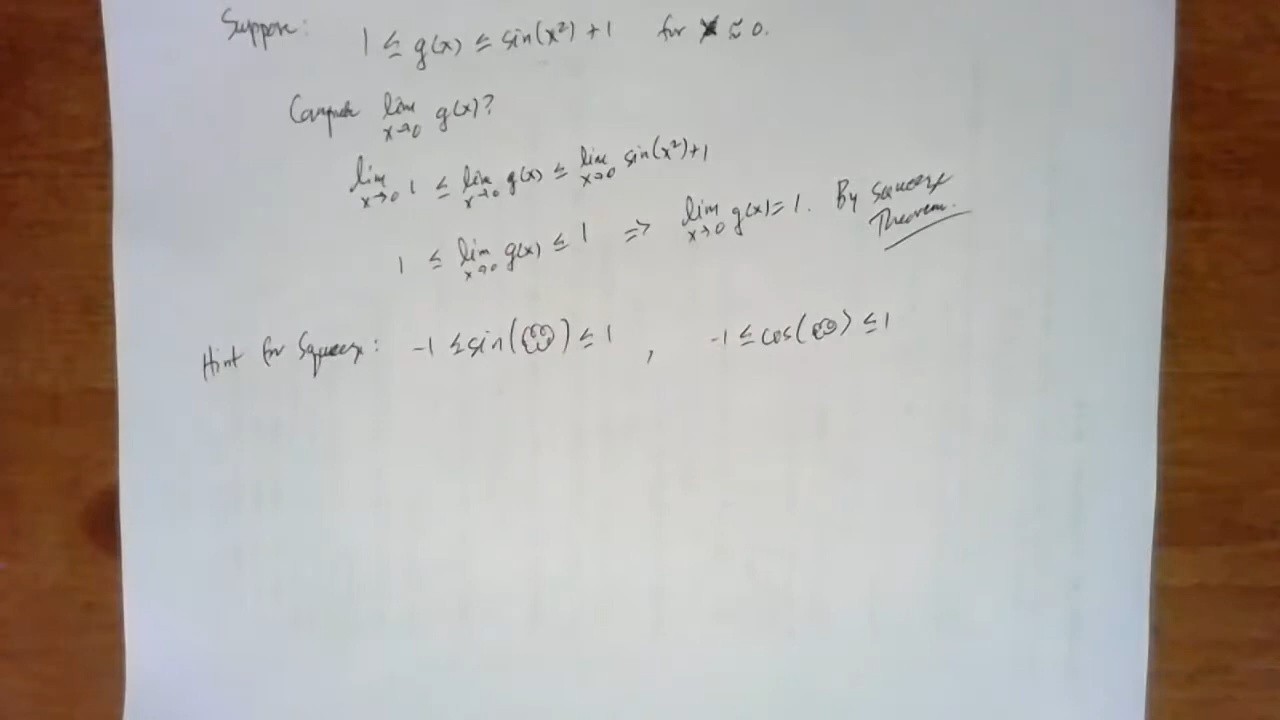 Suppose: 1 ≤ g(x) ≤ sin(x²) + 1 for x ≈ 0.
Compute lim x→0 g(x)?
lim x→0 1 ≤ lim x→0 g(x) ≤ lim x→0 sin(x²)+1
1 ≤ lim x→0 g(x) ≤ 1 ⇒ lim x→0 g(x) = 1. By Squeeze
Theorem.
Hint for Squeeze: -1 ≤ sin( ) ≤ 1 , -1 ≤ cos( ) ≤ 1